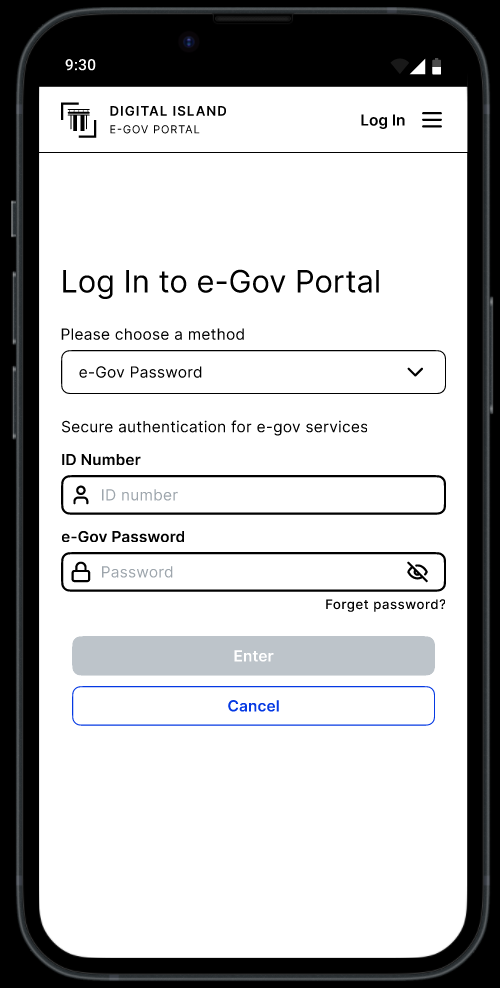 9:30
DIGITAL ISLAND
E-GOV PORTAL
Log In
Log In to e-Gov Portal
Please choose a method
e-Gov Password
Secure authentication for e-gov services
ID Number
ID number
e-Gov Password
Password
Forget password?
Enter
Cancel